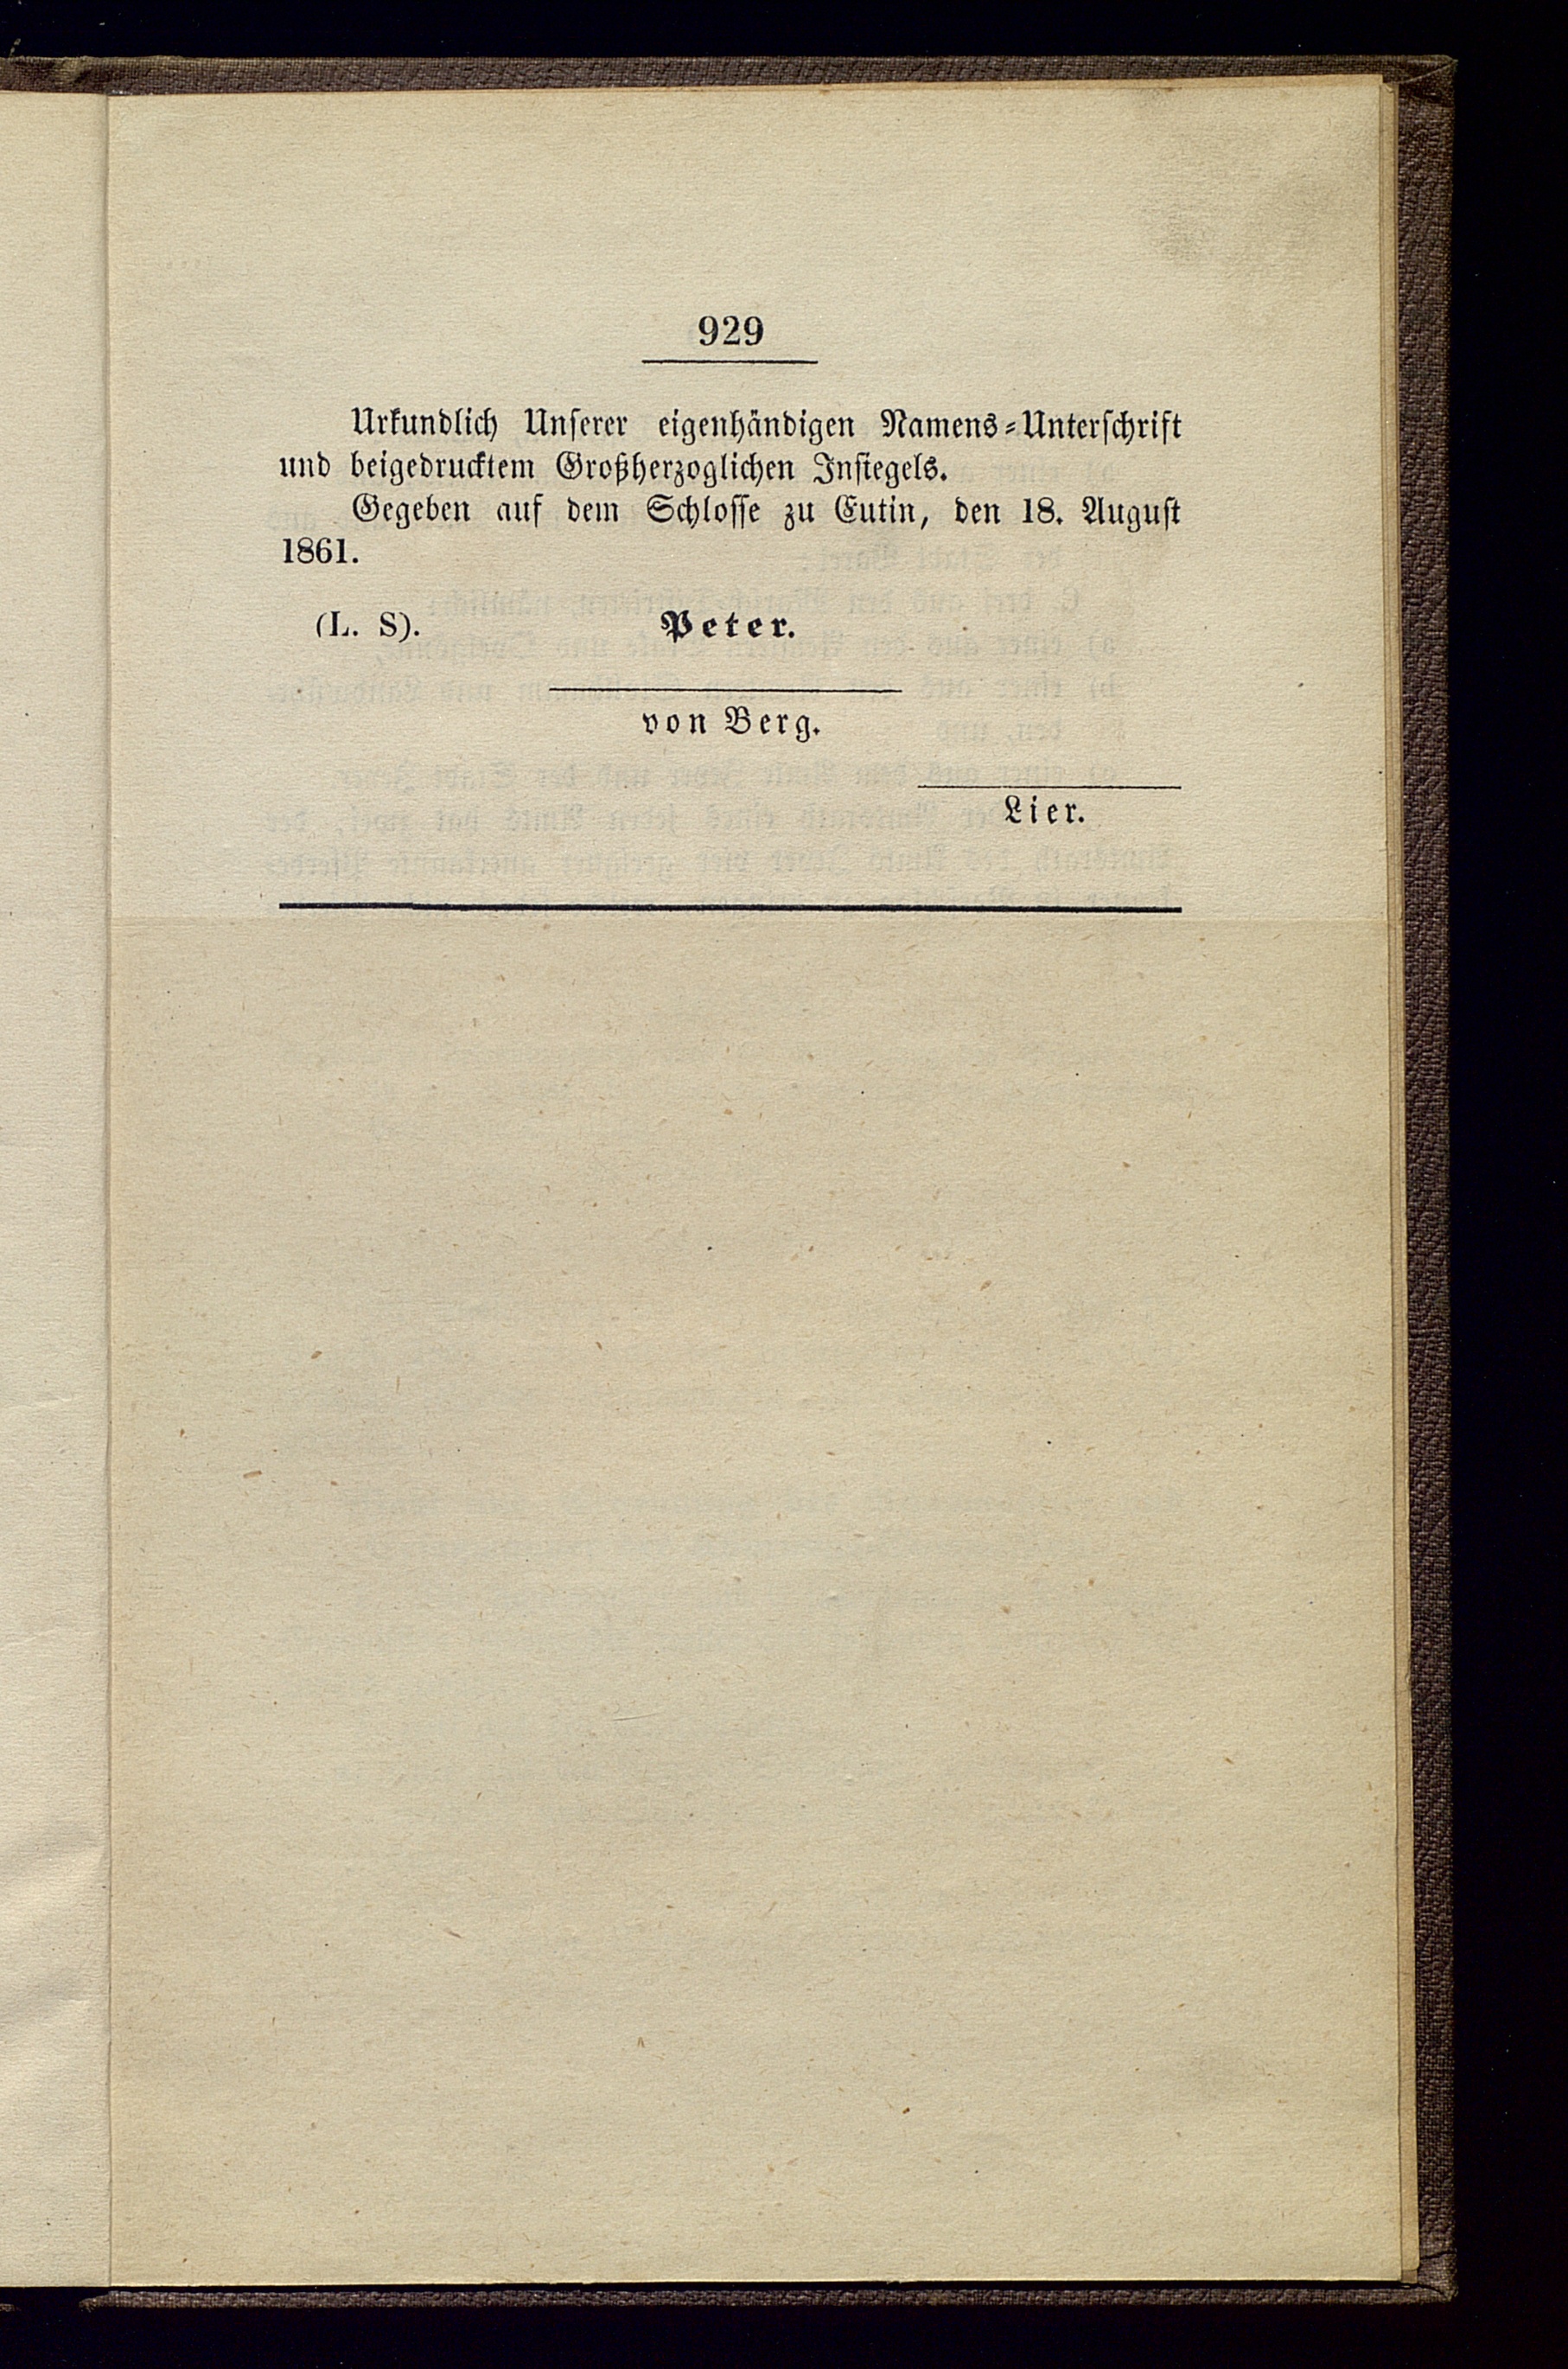 929
Urkundlich Unserer eigenhändigen Namens-Unterschrift
und beigedrucktem Großherzoglichen Insiegels.
Gegeben auf dem Schlosse zu Eutin, den 18. August
1861.
(L. S). Peter.
von Berg.
Lier.